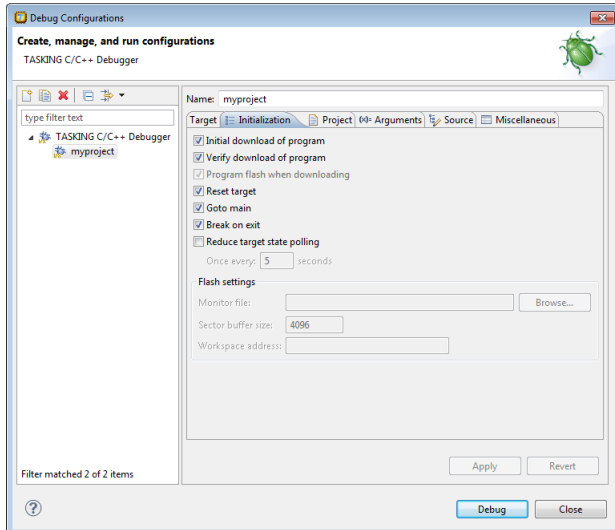 Debug Configurations
Create, manage, and run configurations
TASKING C/C++ Debugger
type filter text
TASKING C/C++ Debugger
myproject
Filter matched 2 of 2 items
Name: myproject
Target Initialization Project (x)= Arguments Source Miscellaneous
Initial download of program
Verify download of program
Program flash when downloading
Reset target
Goto main
Break on exit
Reduce target state polling
Once every: 5 seconds
Flash settings
Monitor file: Browse...
Sector buffer size: 4096
Workspace address:
Apply Revert
? Debug Close